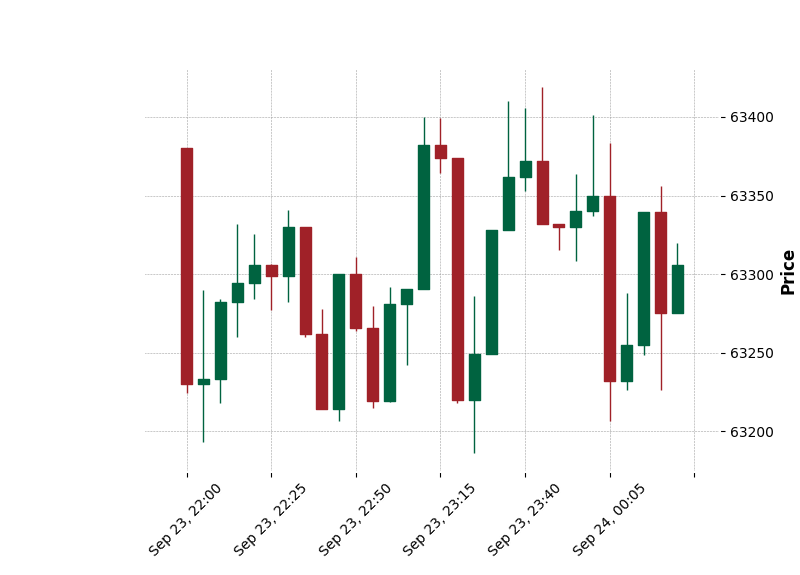 63400
63350
63300
63250
63200
Price
Sep 23, 22:00
Sep 23, 22:25
Sep 23, 22:50
Sep 23, 23:15
Sep 23, 23:40
Sep 24, 00:05